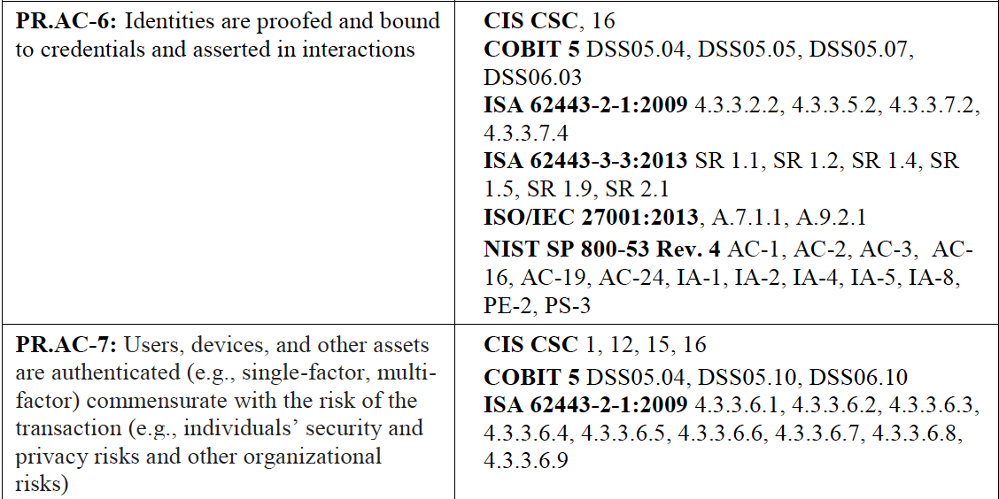 PR.AC-6: Identities are proofed and bound
to credentials and asserted in interactions
CIS CSC, 16
COBIT 5 DSS05.04, DSS05.05, DSS05.07,
DSS06.03
ISA 62443-2-1:2009 4.3.3.2.2, 4.3.3.5.2, 4.3.3.7.2,
4.3.3.7.4
ISA 62443-3-3:2013 SR 1.1, SR 1.2, SR 1.4, SR
1.5, SR 1.9, SR 2.1
ISO/IEC 27001:2013, A.7.1.1, A.9.2.1
NIST SP 800-53 Rev. 4 AC-1, AC-2, AC-3, AC-
16, AC-19, AC-24, IA-1, IA-2, IA-4, IA-5, IA-8,
PE-2, PS-3
PR.AC-7: Users, devices, and other assets
are authenticated (e.g., single-factor, multi-
factor) commensurate with the risk of the
transaction (e.g., individuals’ security and
privacy risks and other organizational
risks)
CIS CSC 1, 12, 15, 16
COBIT 5 DSS05.04, DSS05.10, DSS06.10
ISA 62443-2-1:2009 4.3.3.6.1, 4.3.3.6.2, 4.3.3.6.3,
4.3.3.6.4, 4.3.3.6.5, 4.3.3.6.6, 4.3.3.6.7, 4.3.3.6.8,
4.3.3.6.9